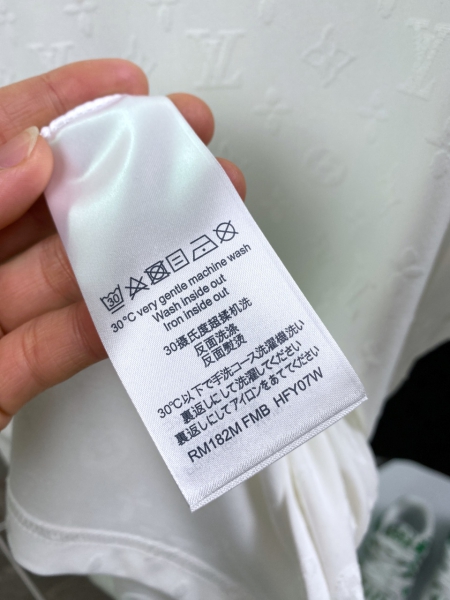 30
30°C very gentle machine wash
Wash inside out
Iron inside out
30摄氏度超柔机洗
反面洗涤
反面熨烫
30℃以下で手洗コース洗濯機洗い
裏返しにして洗濯してください
裏返しにしてアイロンをあててください
RM182M FMB HFY07W